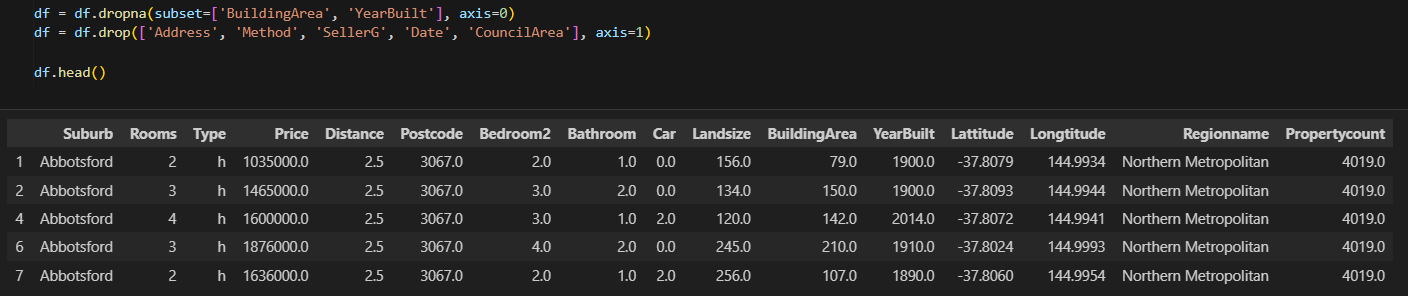 df = df.dropna(subset=['BuildingArea', 'YearBuilt'], axis=0)
df = df.drop(['Address', 'Method', 'SellerG', 'Date', 'CouncilArea'], axis=1)
df.head()
Suburb Rooms Type Price Distance Postcode Bedroom2 Bathroom Car Landsize BuildingArea YearBuilt Lattitude Longtitude Regionname Propertycount
1 Abbotsford 2 h 1035000.0 2.5 3067.0 2.0 1.0 0.0 156.0 79.0 1900.0 -37.8079 144.9934 Northern Metropolitan 4019.0
2 Abbotsford 3 h 1465000.0 2.5 3067.0 3.0 2.0 0.0 134.0 150.0 1900.0 -37.8093 144.9944 Northern Metropolitan 4019.0
4 Abbotsford 4 h 1600000.0 2.5 3067.0 3.0 1.0 2.0 120.0 142.0 2014.0 -37.8072 144.9941 Northern Metropolitan 4019.0
6 Abbotsford 3 h 1876000.0 2.5 3067.0 4.0 2.0 0.0 245.0 210.0 1910.0 -37.8024 144.9993 Northern Metropolitan 4019.0
7 Abbotsford 2 h 1636000.0 2.5 3067.0 2.0 1.0 2.0 256.0 107.0 1890.0 -37.8060 144.9954 Northern Metropolitan 4019.0